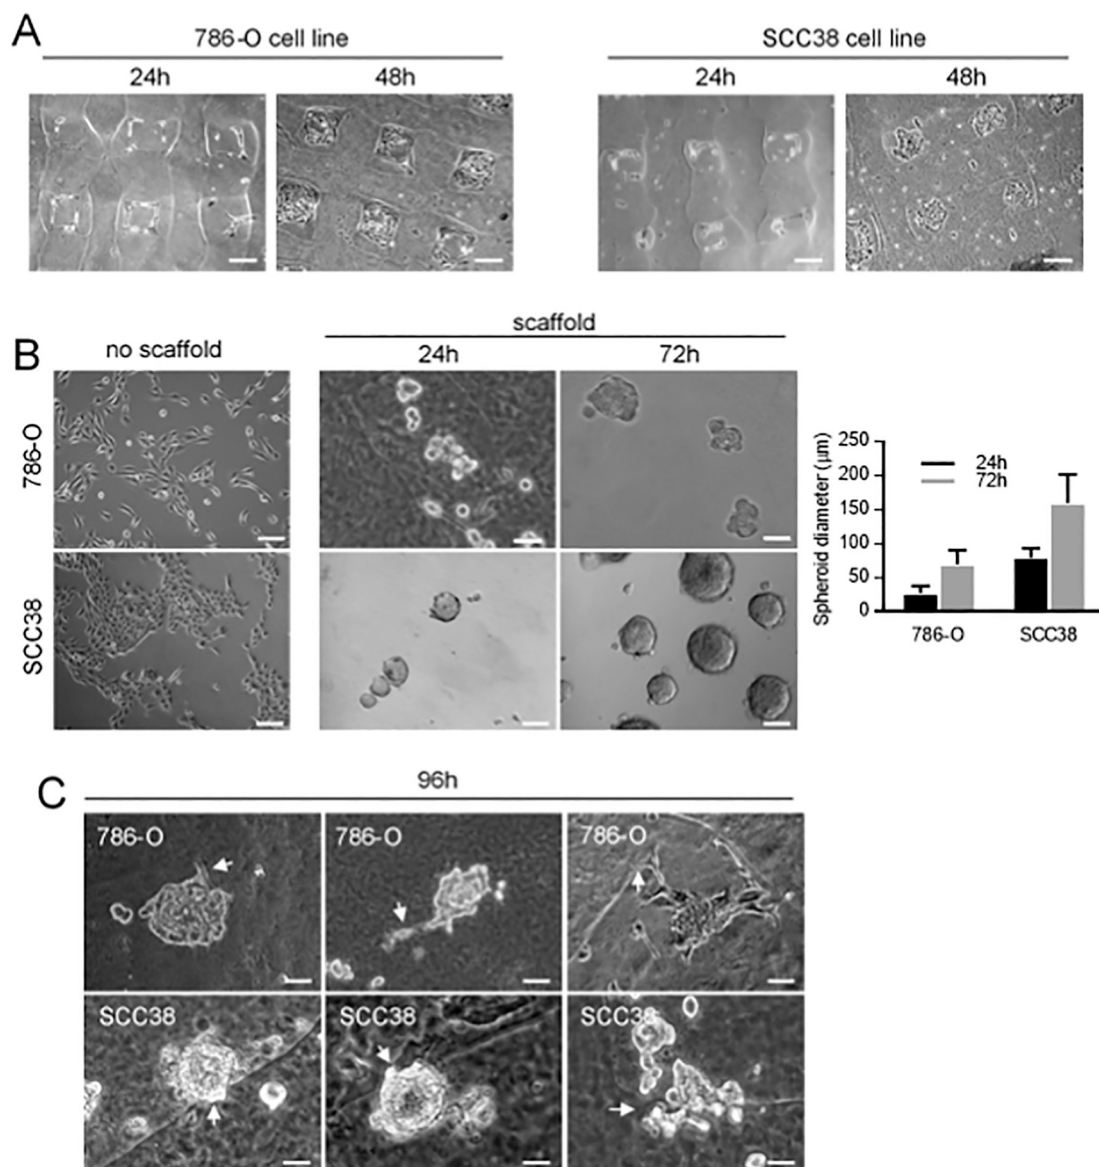 A
786-O cell line
SCC38 cell line
24h
48h
24h
48h
B
scaffold
no scaffold
24h
72h
786-O
SCC38
Spheroid diameter (µm)
250
200
150
100
50
0
24h
72h
786-O
SCC38
C
96h
786-O
786-O
786-O
SCC38
SCC38
SCC38